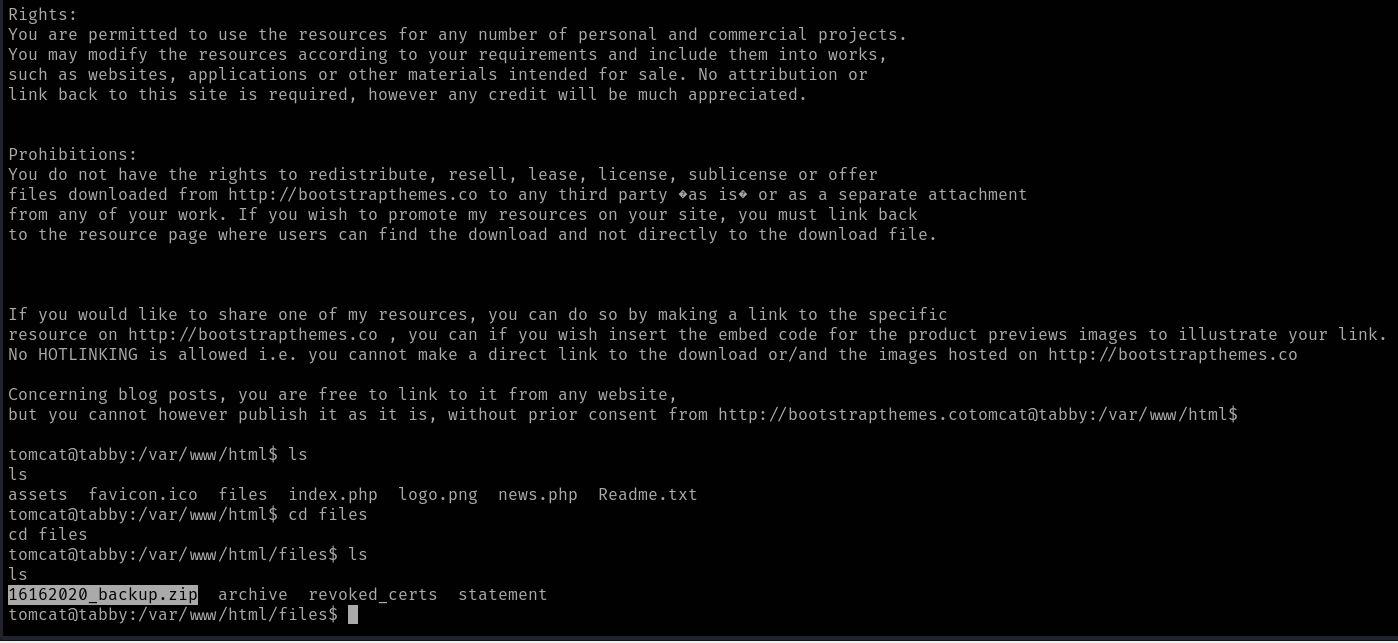 Rights:
You are permitted to use the resources for any number of personal and commercial projects.
You may modify the resources according to your requirements and include them into works,
such as websites, applications or other materials intended for sale. No attribution or
link back to this site is required, however any credit will be much appreciated.
Prohibitions:
You do not have the rights to redistribute, resell, lease, license, sublicense or offer
files downloaded from http://bootstrapthemes.co to any third party �as is� or as a separate attachment
from any of your work. If you wish to promote my resources on your site, you must link back
to the resource page where users can find the download and not directly to the download file.
If you would like to share one of my resources, you can do so by making a link to the specific
resource on http://bootstrapthemes.co , you can if you wish insert the embed code for the product previews images to illustrate your link.
No HOTLINKING is allowed i.e. you cannot make a direct link to the download or/and the images hosted on http://bootstrapthemes.co
Concerning blog posts, you are free to link to it from any website,
but you cannot however publish it as it is, without prior consent from http://bootstrapthemes.cotomcat@tabby:/var/www/html$
tomcat@tabby:/var/www/html$ ls
ls
assets  favicon.ico  files  index.php  logo.png  news.php  Readme.txt
tomcat@tabby:/var/www/html$ cd files
cd files
tomcat@tabby:/var/www/html/files$ ls
ls
16162020_backup.zip  archive  revoked_certs  statement
tomcat@tabby:/var/www/html/files$